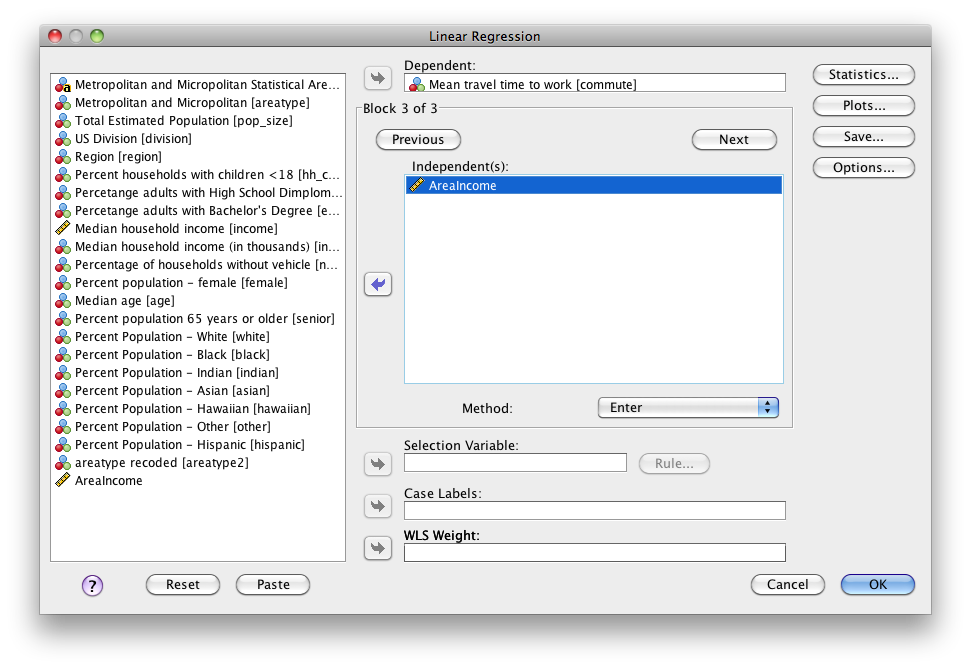 Linear Regression
Metropolitan and Micropolitan Statistical Are...
Metropolitan and Micropolitan [areatype]
Total Estimated Population [pop_size]
US Division [division]
Region [region]
Percent households with children <18 [hh_c...
Percetange adults with High School Dimplom...
Percetange adults with Bachelor's Degree [e...
Median household income [income]
Median household income (in thousands) [in...
Percentage of households without vehicle [n...
Percent population - female [female]
Median age [age]
Percent population 65 years or older [senior]
Percent Population - White [white]
Percent Population - Black [black]
Percent Population - Indian [indian]
Percent Population - Asian [asian]
Percent Population - Hawaiian [hawaiian]
Percent Population - Other [other]
Percent Population - Hispanic [hispanic]
areatype recoded [areatype2]
AreaIncome
Dependent:
Mean travel time to work [commute]
Block 3 of 3
Previous
Next
Independent(s):
AreaIncome
Method:
Enter
Selection Variable:
Rule...
Case Labels:
WLS Weight:
Statistics...
Plots...
Save...
Options...
?
Reset
Paste
Cancel
OK